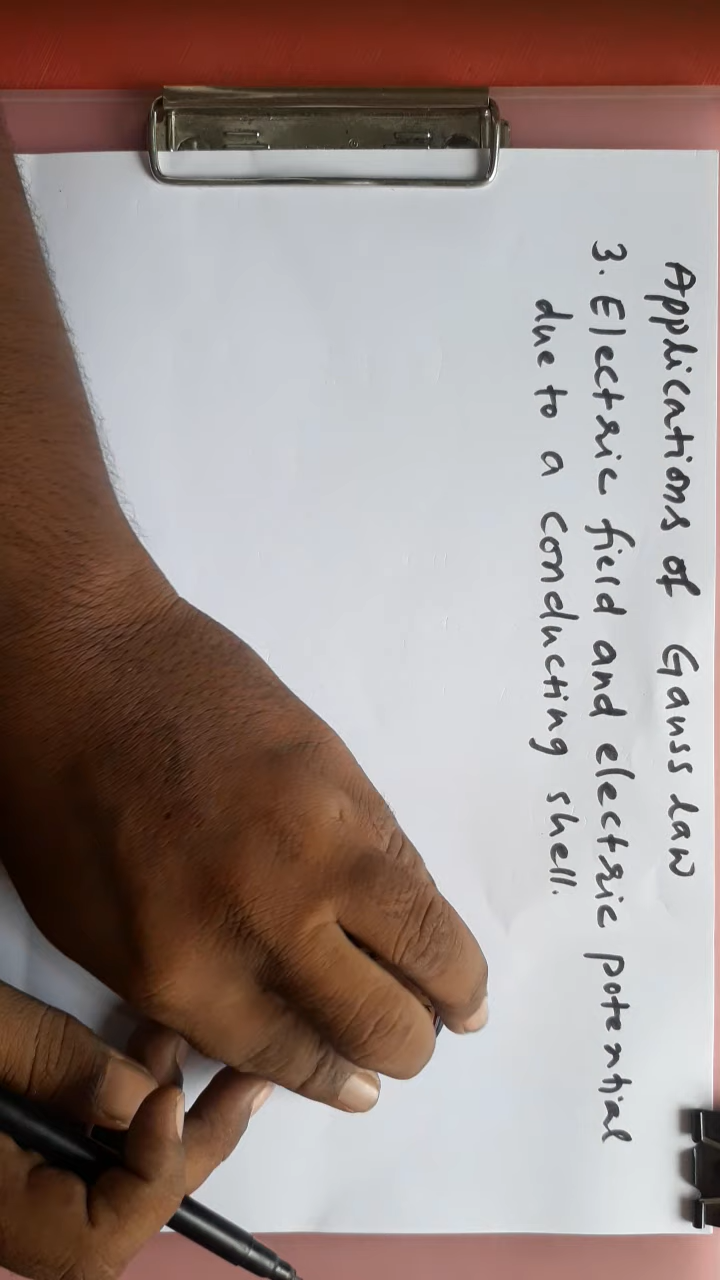 Applications of Gauss law
3. Electric field and electric potential
due to a conducting shell.